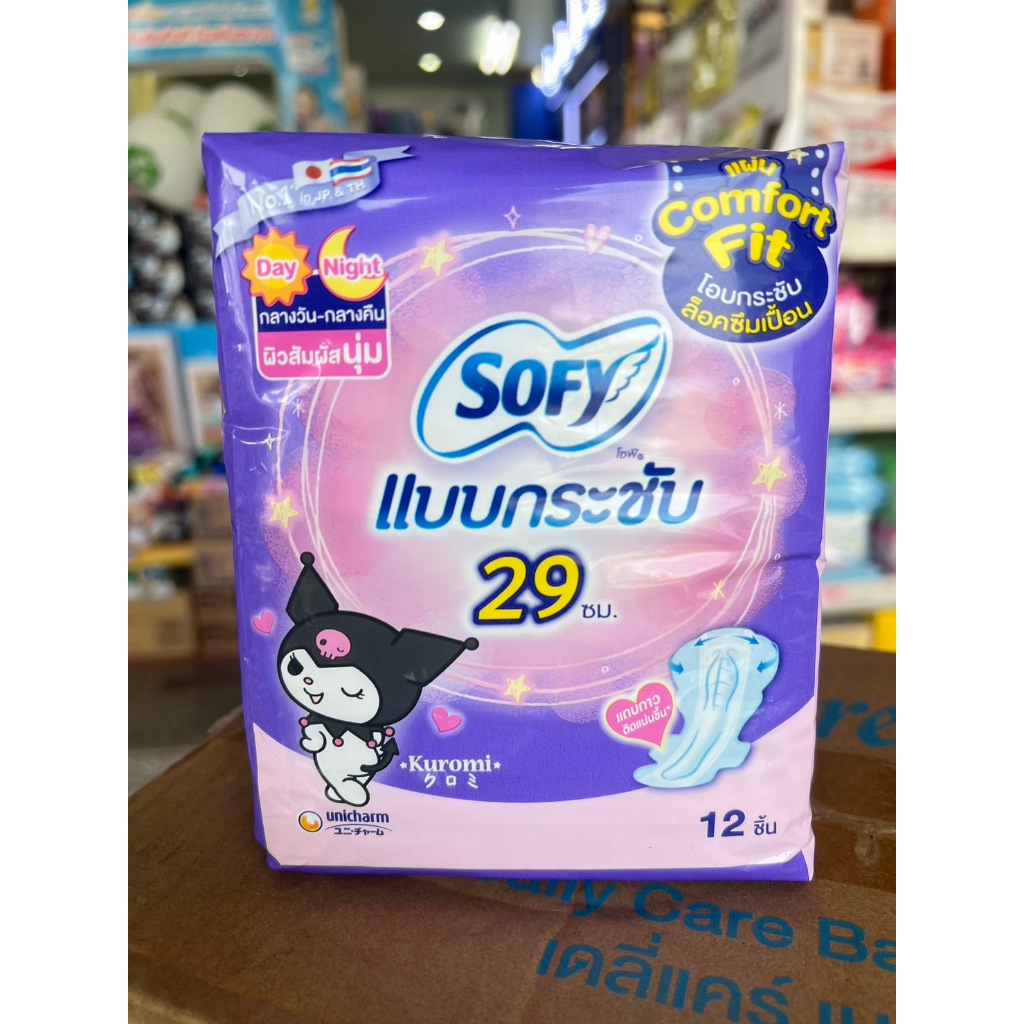 No.1 in JP. & TH
Day • Night
กลางวัน-กลางคืน
ผิวสัมผัสนุ่ม
แผ่น
Comfort
Fit
โอบกระชับ
ล็อคซึมเปื้อน
SOFY
โซฟี®
แบบกระชับ
29 ซม.
แถบกาว
ติดแน่นขึ้น*
Kuromi
クロミ
unicharm
ユニ・チャーム
12 ชิ้น
Care Ba
เดลี่แคร์